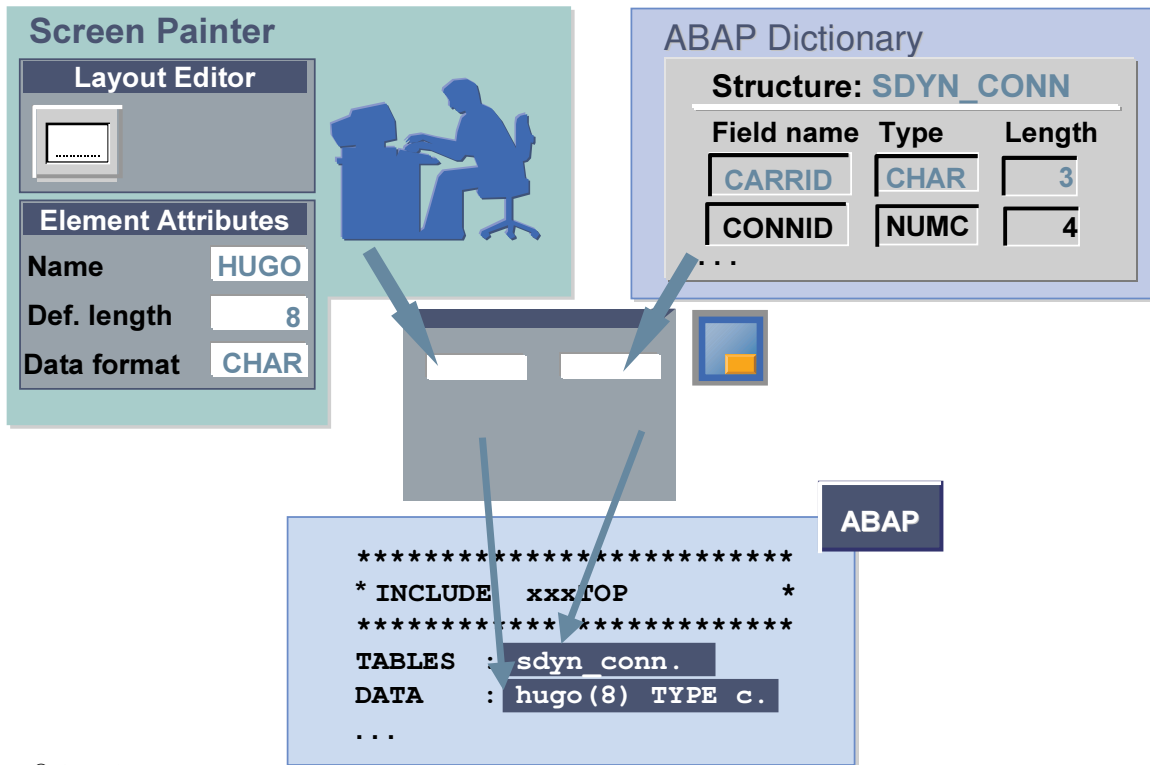 Screen Painter
Layout Editor
Element Attributes
Name HUGO
Def. length 8
Data format CHAR
ABAP Dictionary
Structure: SDYN_CONN
Field name Type Length
CARRID CHAR 3
CONNID NUMC 4
. . .
ABAP
**************************
* INCLUDE xxxTOP *
**************************
TABLES : sdyn_conn.
DATA : hugo(8) TYPE c.
...